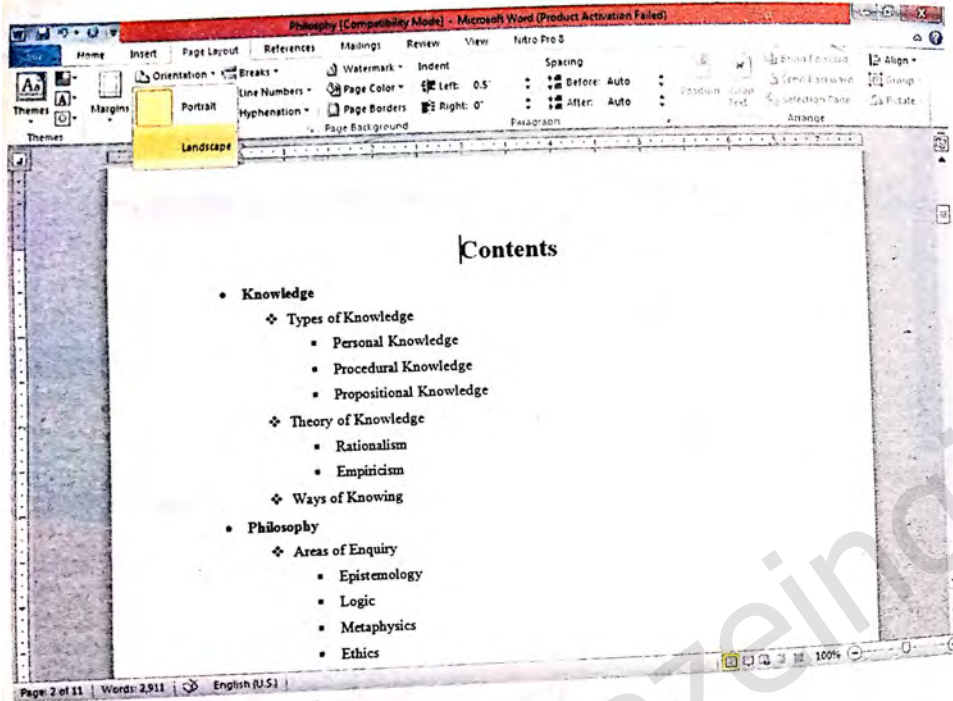 Philosophy [Compatibility Mode] - Microsoft Word (Product Activation Failed)
Home Insert Page Layout References Mailings Review View Nitro Pro 8
Orientation Breaks Watermark Indent Spacing Align
Line Numbers Page Color Left: 0.5" Before: Auto Group
Themes Margins Portrait Hyphenation Page Borders Right: 0" After: Auto Position Text Selection Pane Rotate
Themes Page Background Paragraph Arrange
Landscape
Contents
• Knowledge
❖ Types of Knowledge
▪ Personal Knowledge
▪ Procedural Knowledge
▪ Propositional Knowledge
❖ Theory of Knowledge
▪ Rationalism
▪ Empiricism
❖ Ways of Knowing
• Philosophy
❖ Areas of Enquiry
▪ Epistemology
▪ Logic
▪ Metaphysics
▪ Ethics
Page: 2 of 11 Words: 2,911 English (U.S.) 100%